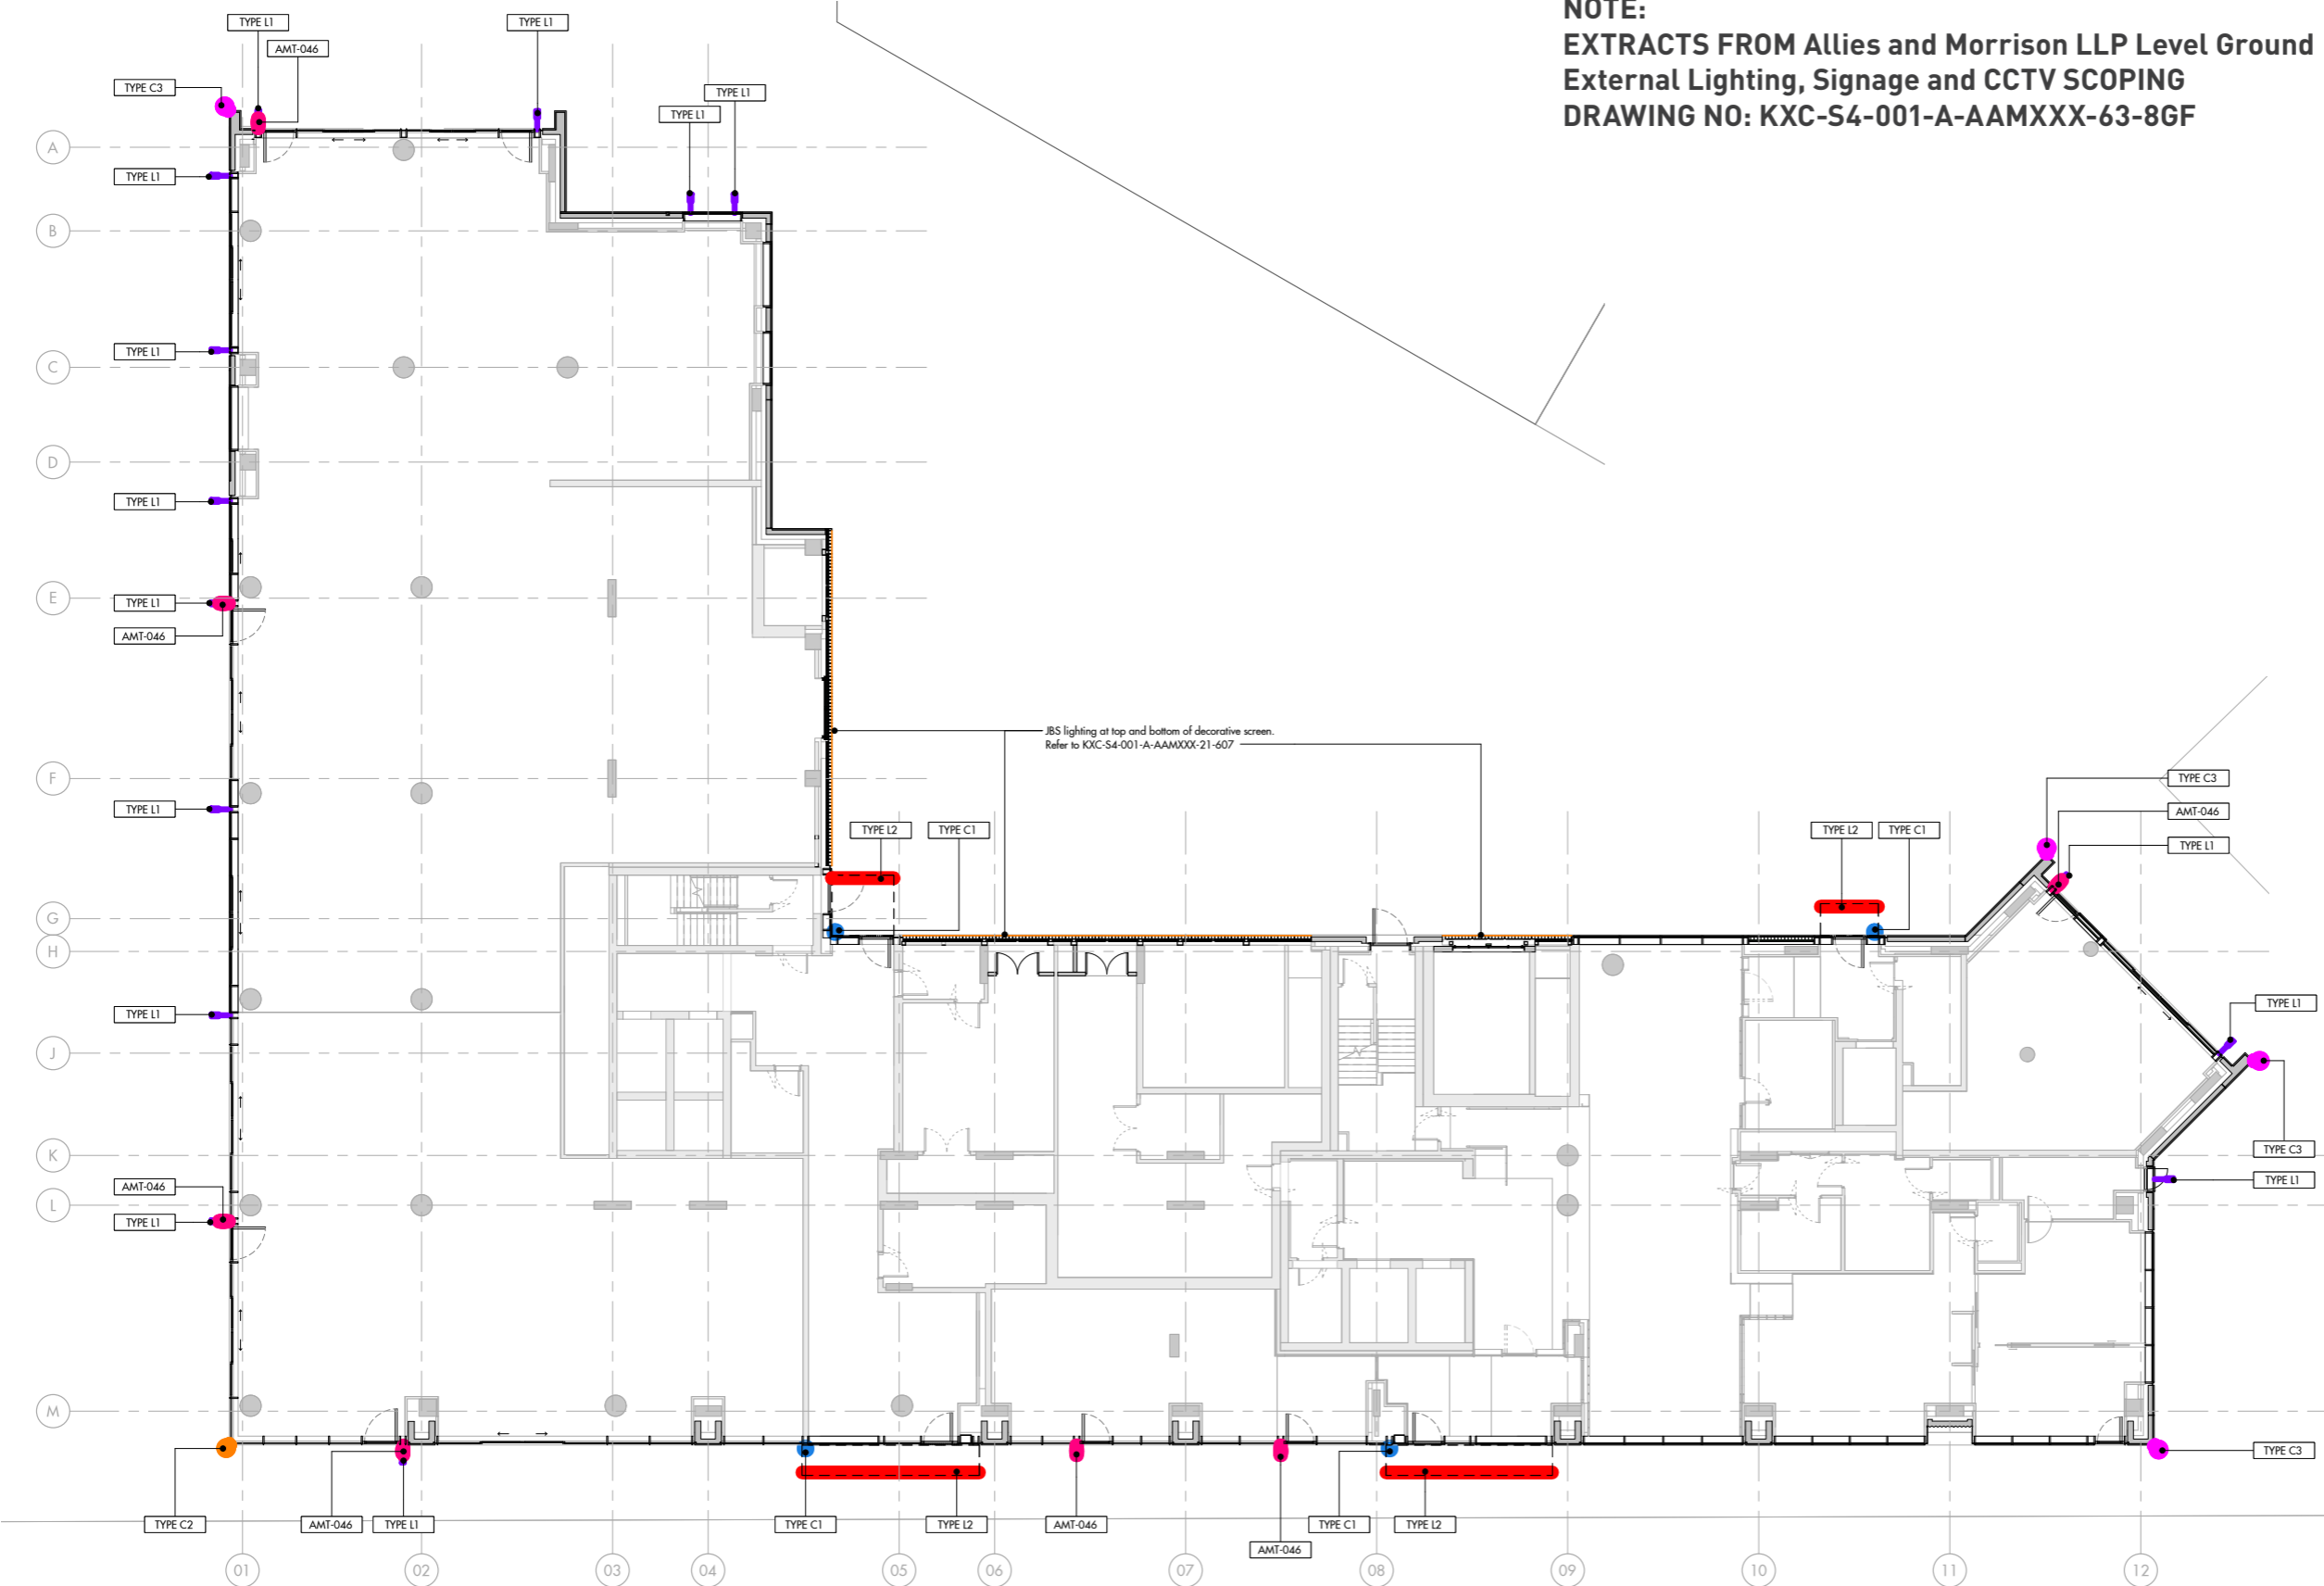 NOTE:
EXTRACTS FROM Allies and Morrison LLP Level Ground
External Lighting, Signage and CCTV SCOPING
DRAWING NO: KXC-S4-001-A-AAMXXX-63-8GF
TYPE L1
TYPE L1
AMT-046
TYPE C3
TYPE L1
TYPE L1
A
TYPE L1
B
TYPE L1
C
D
TYPE L1
E
TYPE L1
AMT-046
JBS lighting at top and bottom of decorative screen.
Refer to KXC-S4-001-A-AAMXXX-21-607
F
TYPE C3
TYPE L1
AMT-046
TYPE L2
TYPE C1
TYPE L2
TYPE C1
TYPE L1
G
H
TYPE L1
TYPE L1
J
K
TYPE C3
AMT-046
TYPE L1
L
TYPE L1
M
TYPE C3
TYPE C2
AMT-046
TYPE L1
TYPE C1
TYPE L2
AMT-046
TYPE C1
TYPE L2
AMT-046
01
02
03
04
05
06
07
08
09
10
11
12